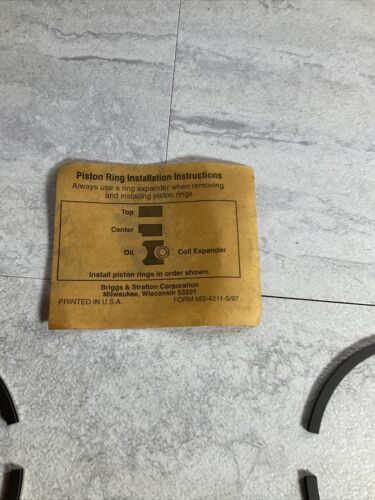 Piston Ring Installation Instructions
Always use a ring expander when removing
and installing piston rings.
Top
Center
Oil Coil Expander
Install piston rings in order shown.
Briggs & Stratton Corporation
Milwaukee, Wisconsin 53201
PRINTED IN U.S.A. FORM MS-4211-5/97